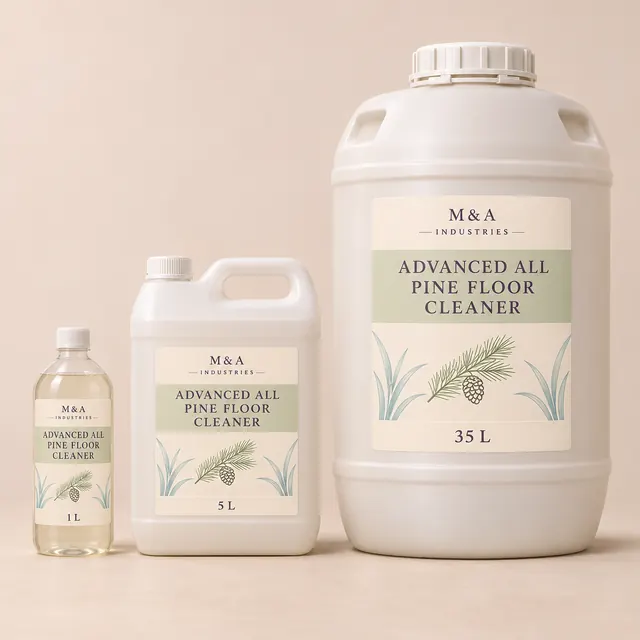 M & A
INDUSTRIES
ADVANCED ALL
PINE FLOOR
CLEANER
1 L
M & A
INDUSTRIES
ADVANCED ALL
PINE FLOOR
CLEANER
5 L
M & A
INDUSTRIES
ADVANCED ALL
PINE FLOOR
CLEANER
35 L